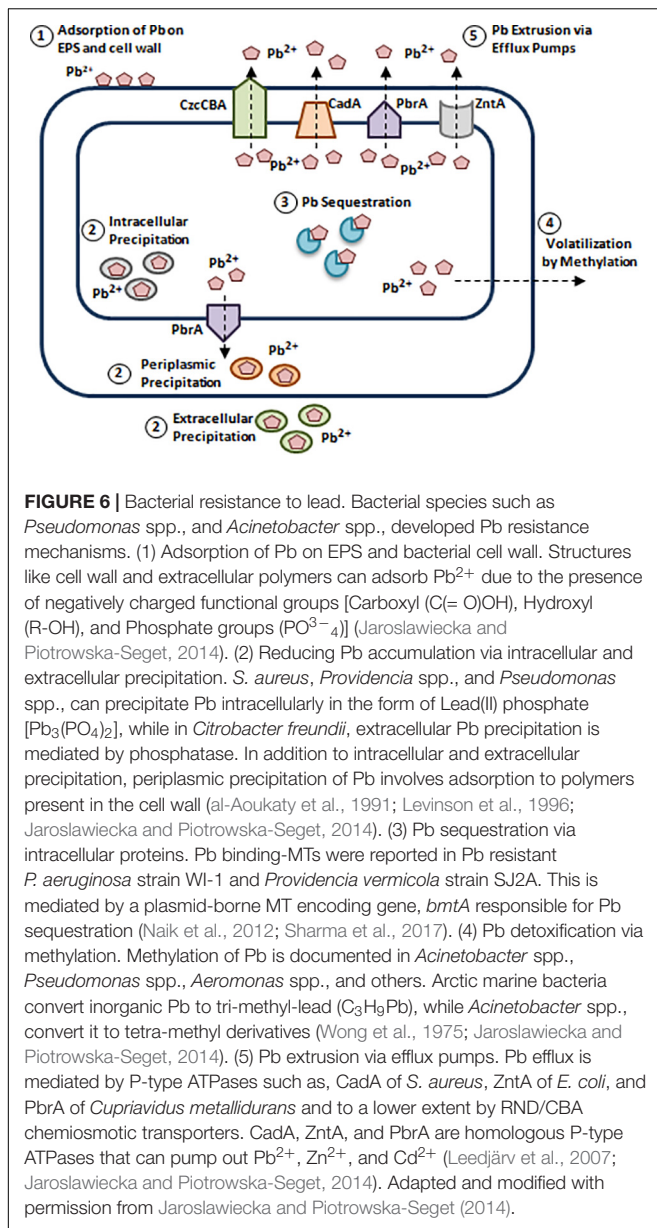 1 Adsorption of Pb on
EPS and cell wall
Pb2+
Pb2+
Pb2+
5 Pb Extrusion via
Efflux Pumps
CzcCBA
CadA
PbrA
ZntA
Pb2+
Pb2+
3 Pb Sequestration
2 Intracellular
Precipitation
Pb2+
Pb2+
PbrA
Pb2+
4
Volatilization
by Methylation
2 Periplasmic
Precipitation
Pb2+
2 Extracellular
Precipitation
Pb2+
FIGURE 6 | Bacterial resistance to lead. Bacterial species such as
Pseudomonas spp., and Acinetobacter spp., developed Pb resistance
mechanisms. (1) Adsorption of Pb on EPS and bacterial cell wall. Structures
like cell wall and extracellular polymers can adsorb Pb2+ due to the presence
of negatively charged functional groups [Carboxyl (C(= O)OH), Hydroxyl
(R-OH), and Phosphate groups (PO3−4)] (Jaroslawiecka and
Piotrowska-Seget, 2014). (2) Reducing Pb accumulation via intracellular and
extracellular precipitation. S. aureus, Providencia spp., and Pseudomonas
spp., can precipitate Pb intracellularly in the form of Lead(II) phosphate
[Pb3(PO4)2], while in Citrobacter freundii, extracellular Pb precipitation is
mediated by phosphatase. In addition to intracellular and extracellular
precipitation, periplasmic precipitation of Pb involves adsorption to polymers
present in the cell wall (al-Aoukaty et al., 1991; Levinson et al., 1996;
Jaroslawiecka and Piotrowska-Seget, 2014). (3) Pb sequestration via
intracellular proteins. Pb binding-MTs were reported in Pb resistant
P. aeruginosa strain WI-1 and Providencia vermicola strain SJ2A. This is
mediated by a plasmid-borne MT encoding gene, bmtA responsible for Pb
sequestration (Naik et al., 2012; Sharma et al., 2017). (4) Pb detoxification via
methylation. Methylation of Pb is documented in Acinetobacter spp.,
Pseudomonas spp., Aeromonas spp., and others. Arctic marine bacteria
convert inorganic Pb to tri-methyl-lead (C3H9Pb), while Acinetobacter spp.,
convert it to tetra-methyl derivatives (Wong et al., 1975; Jaroslawiecka and
Piotrowska-Seget, 2014). (5) Pb extrusion via efflux pumps. Pb efflux is
mediated by P-type ATPases such as, CadA of S. aureus, ZntA of E. coli, and
PbrA of Cupriavidus metallidurans and to a lower extent by RND/CBA
chemiosmotic transporters. CadA, ZntA, and PbrA are homologous P-type
ATPases that can pump out Pb2+, Zn2+, and Cd2+ (Leedjärv et al., 2007;
Jaroslawiecka and Piotrowska-Seget, 2014). Adapted and modified with
permission from Jaroslawiecka and Piotrowska-Seget (2014).